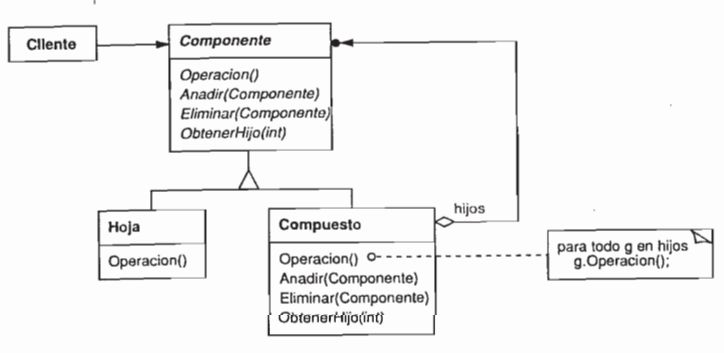 Cliente
Componente
Operacion()
Anadir(Componente)
Eliminar(Componente)
ObtenerHijo(int)
Hoja
Operacion()
Compuesto
Operacion()
Anadir(Componente)
Eliminar(Componente)
ObtenerHijo(int)
hijos
para todo g en hijos
g.Operacion();